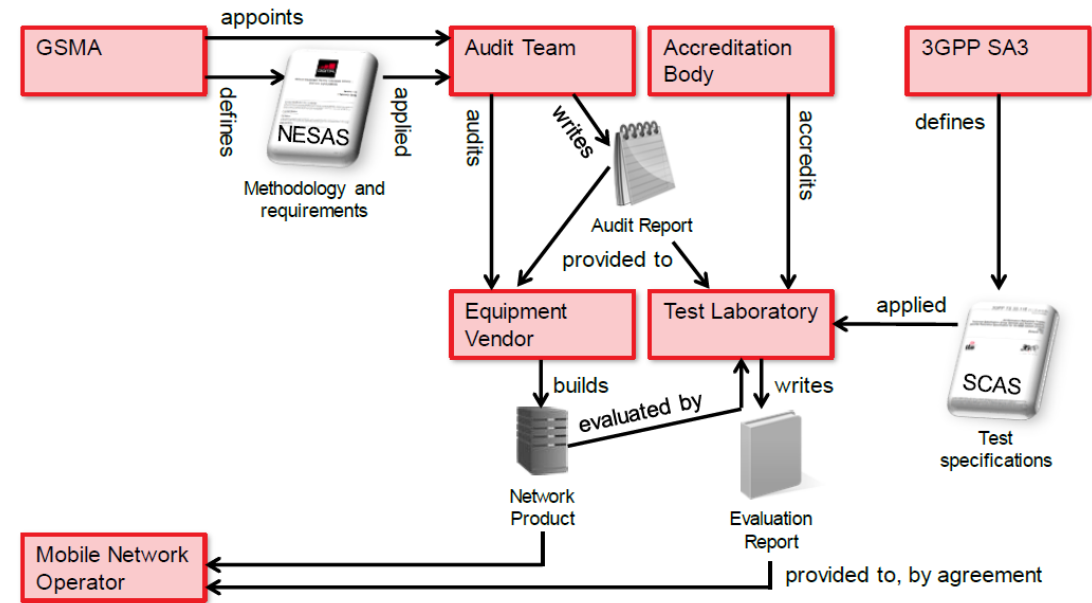 appoints
GSMA
Audit Team
Accreditation
Body
3GPP SA3
defines
NESAS
applied
audits
writes
accredits
defines
Methodology and
requirements
Audit Report
provided to
Equipment
Vendor
Test Laboratory
applied
SCAS
builds
evaluated by
writes
Test
specifications
Network
Product
Evaluation
Report
Mobile Network
Operator
provided to, by agreement